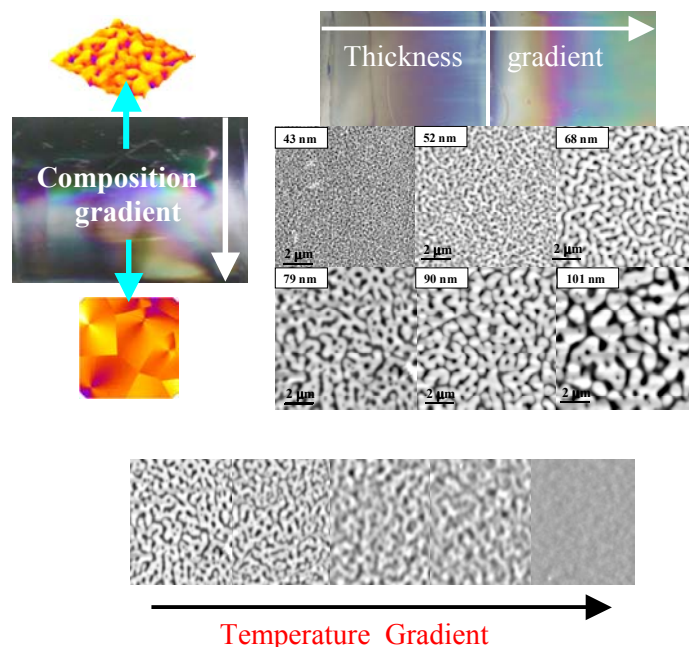 Thickness gradient
Composition
gradient
43 nm
52 nm
68 nm
2 μm
2 μm
2 μm
79 nm
90 nm
101 nm
2 μm
2 μm
2 μm
Temperature Gradient